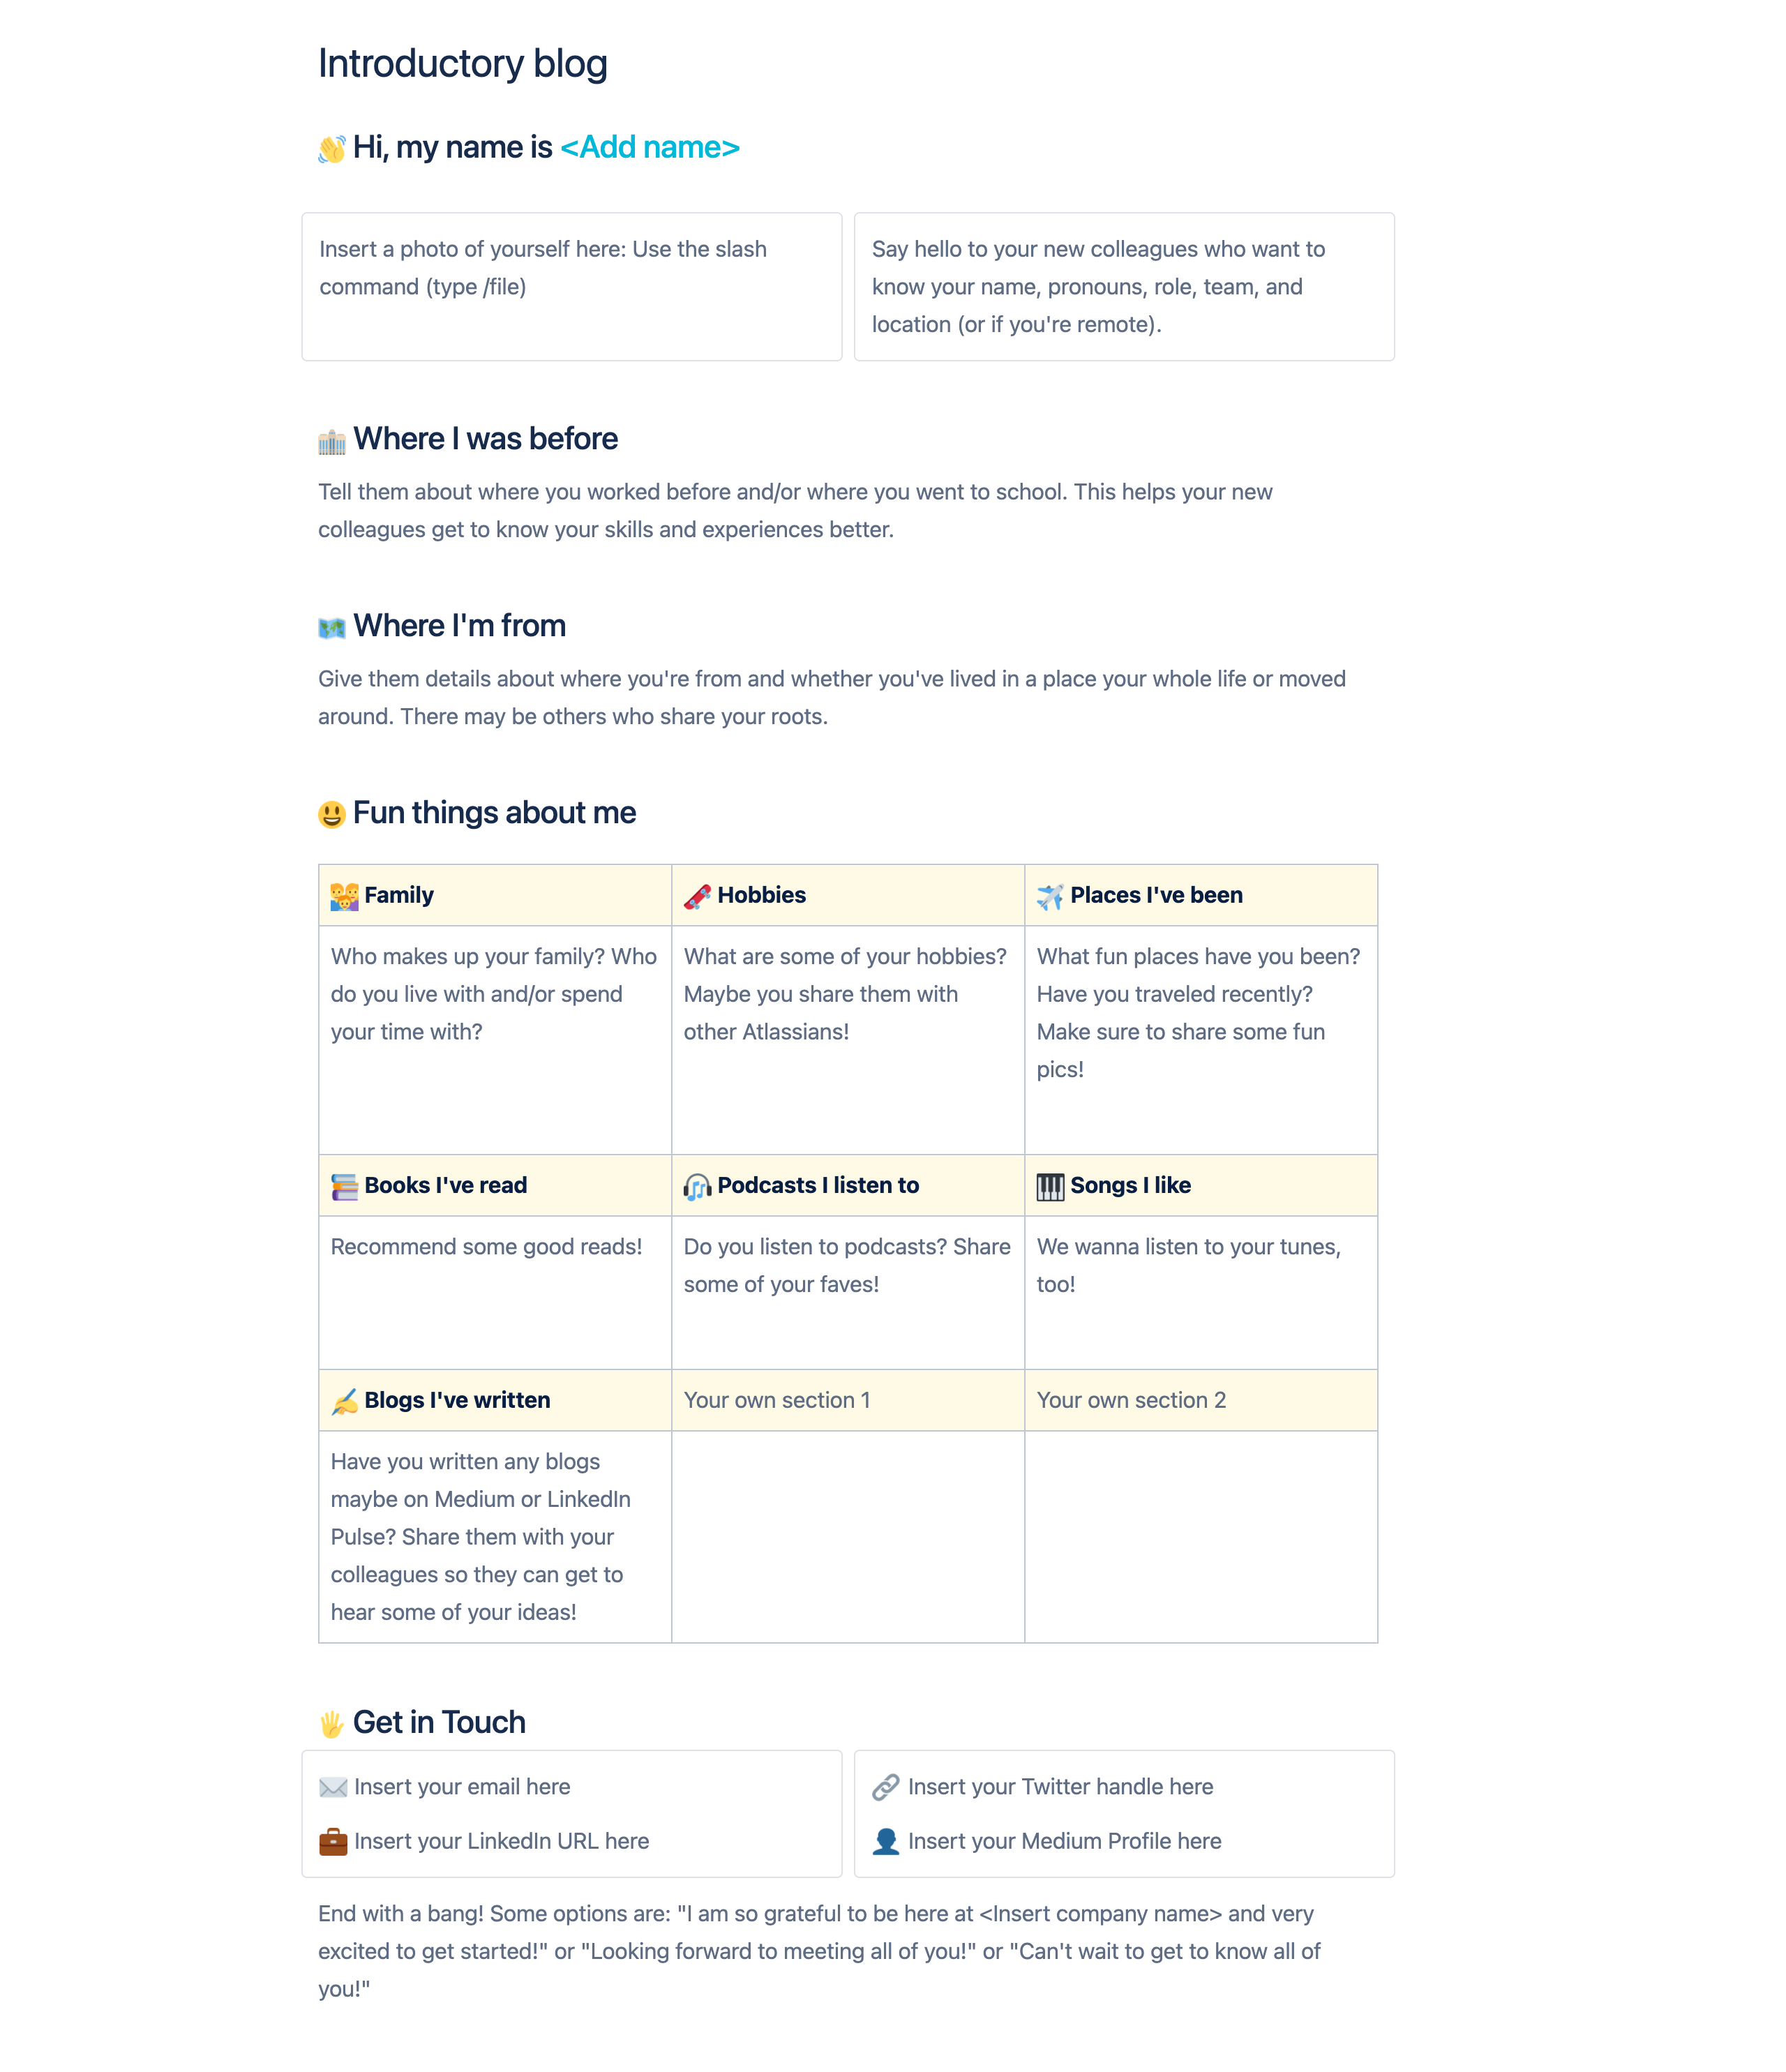 Introductory blog
👋 Hi, my name is <Add name>
Insert a photo of yourself here: Use the slash
command (type /file)
Say hello to your new colleagues who want to
know your name, pronouns, role, team, and
location (or if you're remote).
🏙️ Where I was before
Tell them about where you worked before and/or where you went to school. This helps your new
colleagues get to know your skills and experiences better.
🗺️ Where I'm from
Give them details about where you're from and whether you've lived in a place your whole life or moved
around. There may be others who share your roots.
😃 Fun things about me
Family
Hobbies
Places I've been
Who makes up your family? Who
do you live with and/or spend
your time with?
What are some of your hobbies?
Maybe you share them with
other Atlassians!
What fun places have you been?
Have you traveled recently?
Make sure to share some fun
pics!
Books I've read
Podcasts I listen to
Songs I like
Recommend some good reads!
Do you listen to podcasts? Share
some of your faves!
We wanna listen to your tunes,
too!
Blogs I've written
Your own section 1
Your own section 2
Have you written any blogs
maybe on Medium or LinkedIn
Pulse? Share them with your
colleagues so they can get to
hear some of your ideas!
Get in Touch
Insert your email here
Insert your LinkedIn URL here
Insert your Twitter handle here
Insert your Medium Profile here
End with a bang! Some options are: "I am so grateful to be here at <Insert company name> and very
excited to get started!" or "Looking forward to meeting all of you!" or "Can't wait to get to know all of
you!"